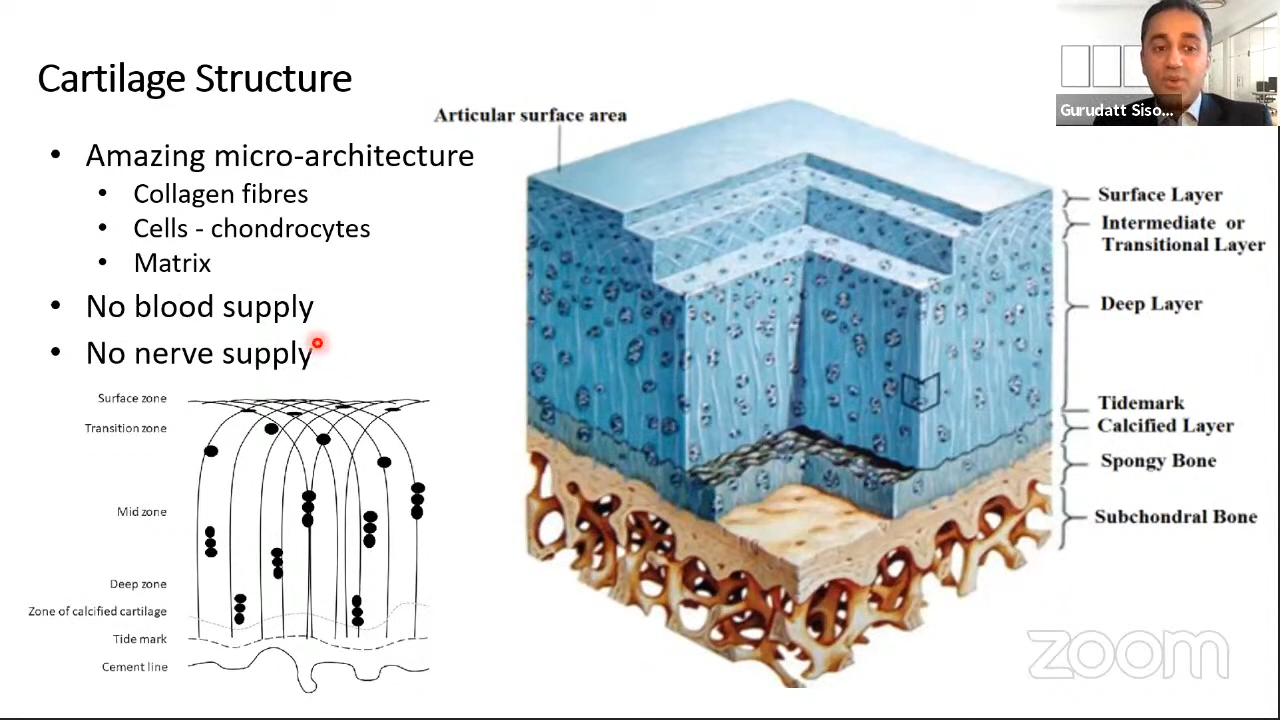 Cartilage Structure
Amazing micro-architecture
Collagen fibres
Cells - chondrocytes
Matrix
No blood supply
No nerve supply
Surface zone
Transition zone
Mid zone
Deep zone
Zone of calcified cartilage
Tide mark
Cement line
Articular surface area
Surface Layer
Intermediate or
Transitional Layer
Deep Layer
Tidemark
Calcified Layer
Spongy Bone
Subchondral Bone
Gurudatt Siso...
zoom